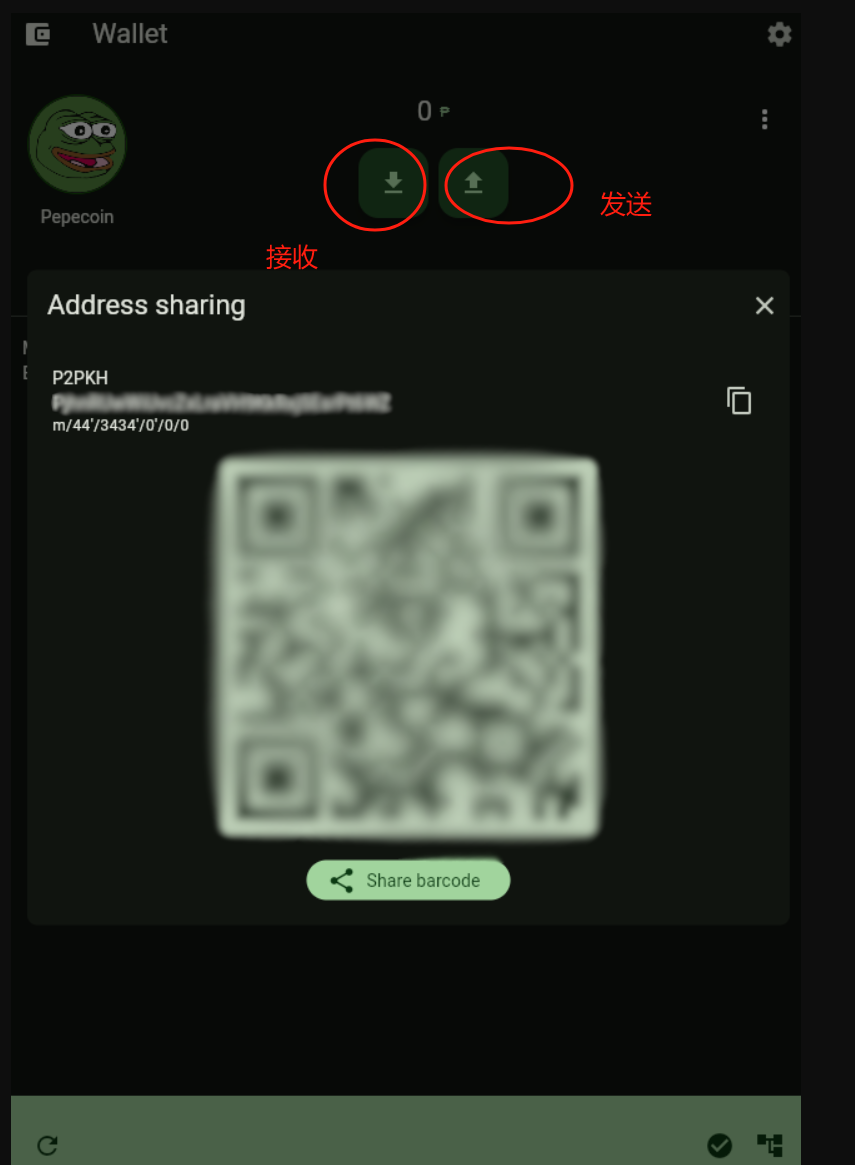 Wallet
0 ₱
发送
Pepecoin
接收
Address sharing
P2PKH
m/44'/3434'/0'/0/0
Share barcode